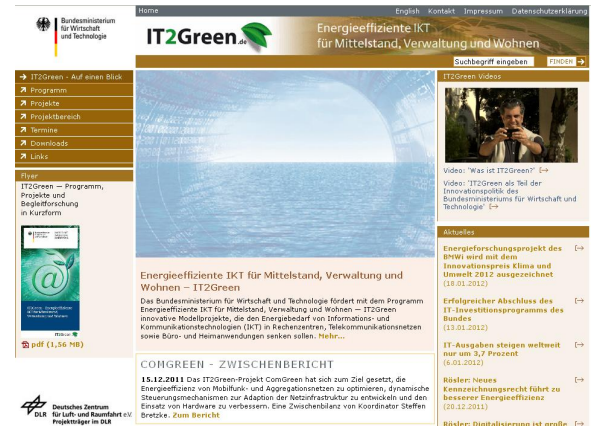 Home
English Kontakt Impressum Datenschutzerklärung
Bundesministerium
für Wirtschaft
und Technologie
IT2Green.de
Energieeffiziente IKT
für Mittelstand, Verwaltung und Wohnen
Suchbegriff eingeben FINDEN
IT2Green - Auf einen Blick
Programm
Projekte
Projektbereich
Termine
Downloads
Links
Flyer
IT2Green — Programm,
Projekte und
Begleitforschung
in Kurzform
IT2Green
pdf (1,56 MB)
DLR
Deutsches Zentrum
für Luft- und Raumfahrt e.V.
Projektträger im DLR
Energieeffiziente IKT für Mittelstand, Verwaltung und
Wohnen – IT2Green
Das Bundesministerium für Wirtschaft und Technologie fördert mit dem Programm
Energieeffiziente IKT für Mittelstand, Verwaltung und Wohnen — IT2Green
innovative Modellprojekte, die den Energiebedarf von Informations- und
Kommunikationstechnologien (IKT) in Rechenzentren, Telekommunikationsnetzen
sowie Büro- und Heimanwendungen senken sollen. Mehr...
COMGREEN - ZWISCHENBERICHT
15.12.2011 Das IT2Green-Projekt ComGreen hat sich zum Ziel gesetzt, die
Energieeffizienz von Mobilfunk- und Aggregationsnetzen zu optimieren, dynamische
Steuerungsmechanismen zur Adaption der Netzinfrastruktur zu entwickeln und den
Einsatz von Hardware zu verbessern. Eine Zwischenbilanz von Koordinator Steffen
Bretzke. Zum Bericht
IT2Green Videos
Video: 'Was ist IT2Green?'
Video: 'IT2Green als Teil der
Innovationspolitik des
Bundesministeriums für Wirtschaft und
Technologie'
Aktuelles
Energieforschungsprojekt des
BMWi wird mit dem
Innovationspreis Klima und
Umwelt 2012 ausgezeichnet
(18.01.2012)
Erfolgreicher Abschluss des
IT-Investitionsprogramms des
Bundes
(13.01.2012)
IT-Ausgaben steigen weltweit
nur um 3,7 Prozent
(6.01.2012)
Rösler: Neues
Kennzeichnungsrecht führt zu
besserer Energieeffizienz
(20.12.2011)
Rösler: Digitalisierung ist große